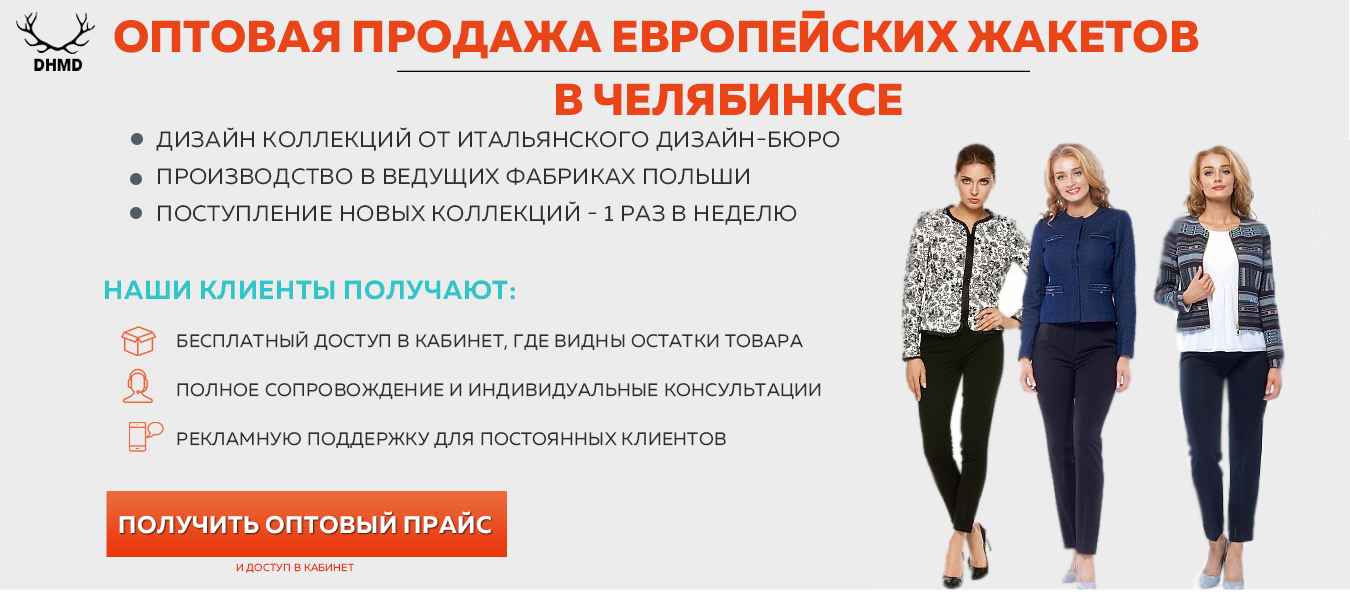 DHMD
ОПТОВАЯ ПРОДАЖА ЕВРОПЕЙСКИХ ЖАКЕТОВ
В ЧЕЛЯБИНКСЕ
ДИЗАЙН КОЛЛЕКЦИЙ ОТ ИТАЛЬЯНСКОГО ДИЗАЙН-БЮРО
ПРОИЗВОДСТВО В ВЕДУЩИХ ФАБРИКАХ ПОЛЬШИ
ПОСТУПЛЕНИЕ НОВЫХ КОЛЛЕКЦИЙ - 1 РАЗ В НЕДЕЛЮ
НАШИ КЛИЕНТЫ ПОЛУЧАЮТ:
БЕСПЛАТНЫЙ ДОСТУП В КАБИНЕТ, ГДЕ ВИДНЫ ОСТАТКИ ТОВАРА
ПОЛНОЕ СОПРОВОЖДЕНИЕ И ИНДИВИДУАЛЬНЫЕ КОНСУЛЬТАЦИИ
РЕКЛАМНУЮ ПОДДЕРЖКУ ДЛЯ ПОСТОЯННЫХ КЛИЕНТОВ
ПОЛУЧИТЬ ОПТОВЫЙ ПРАЙС
И ДОСТУП В КАБИНЕТ